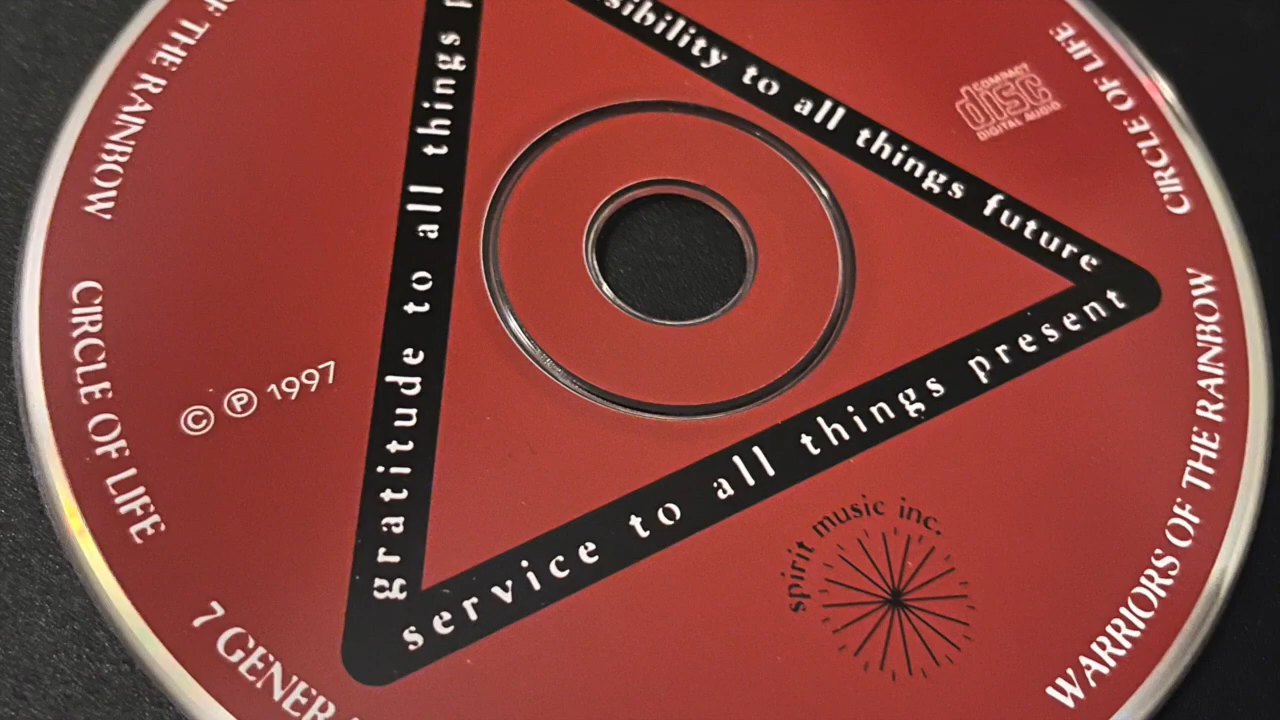 OF THE RAINBOW
CIRCLE OF LIFE
7 GENER
WARRIORS OF THE RAINBOW
CIRCLE OF LIFE
gratitude to all things
sibility to all things future
service to all things present
COMPACT
disc
DIGITAL AUDIO
© ℗ 1997
spirit music inc.